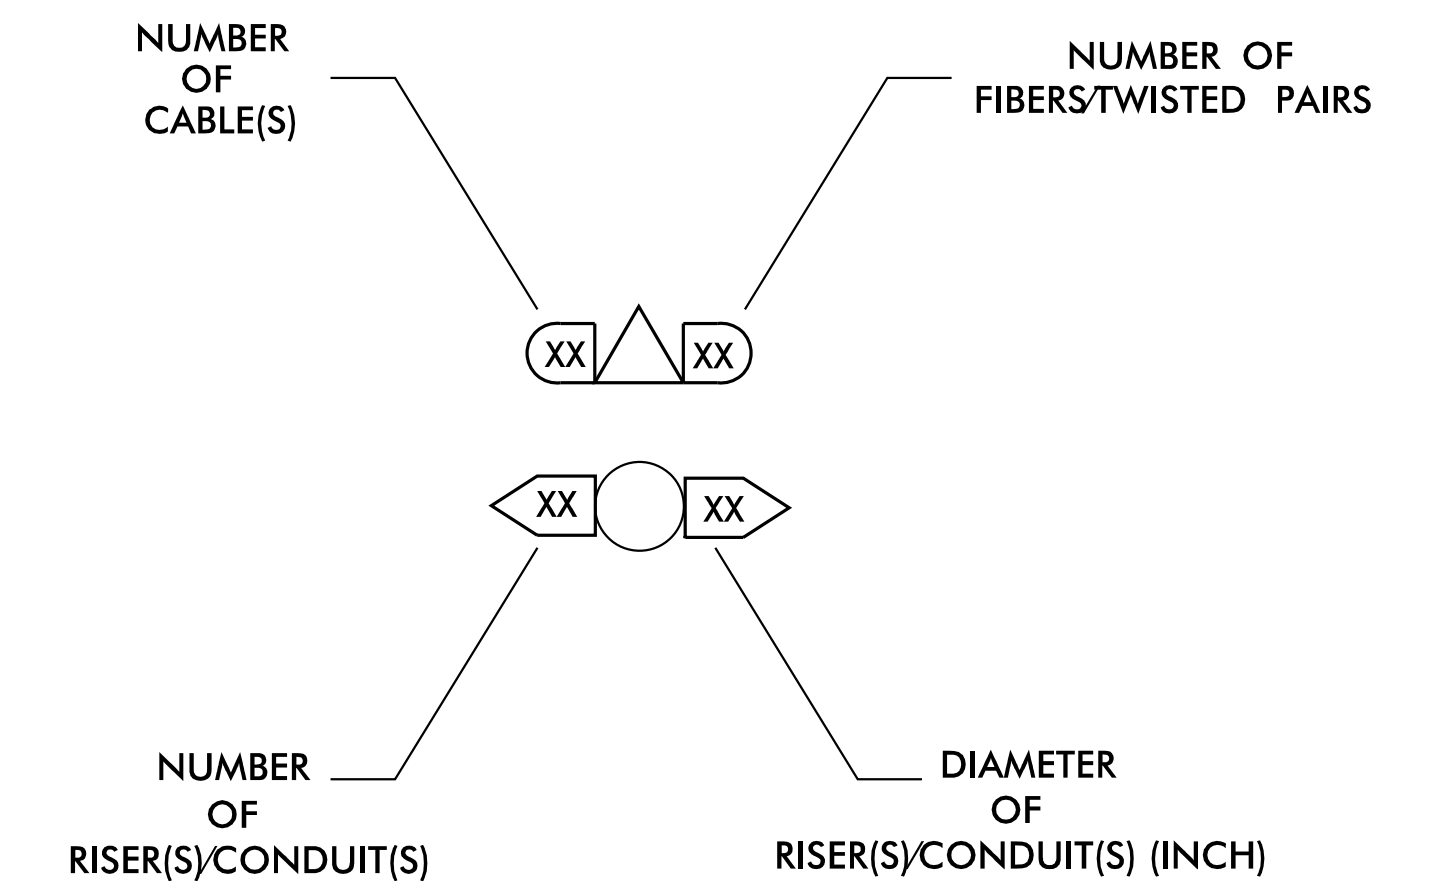 NUMBER
OF
CABLE(S)
NUMBER OF
FIBERS/TWISTED PAIRS
XX
XX
XX
XX
NUMBER
OF
RISER(S)/CONDUIT(S)
DIAMETER
OF
RISER(S)/CONDUIT(S) (INCH)